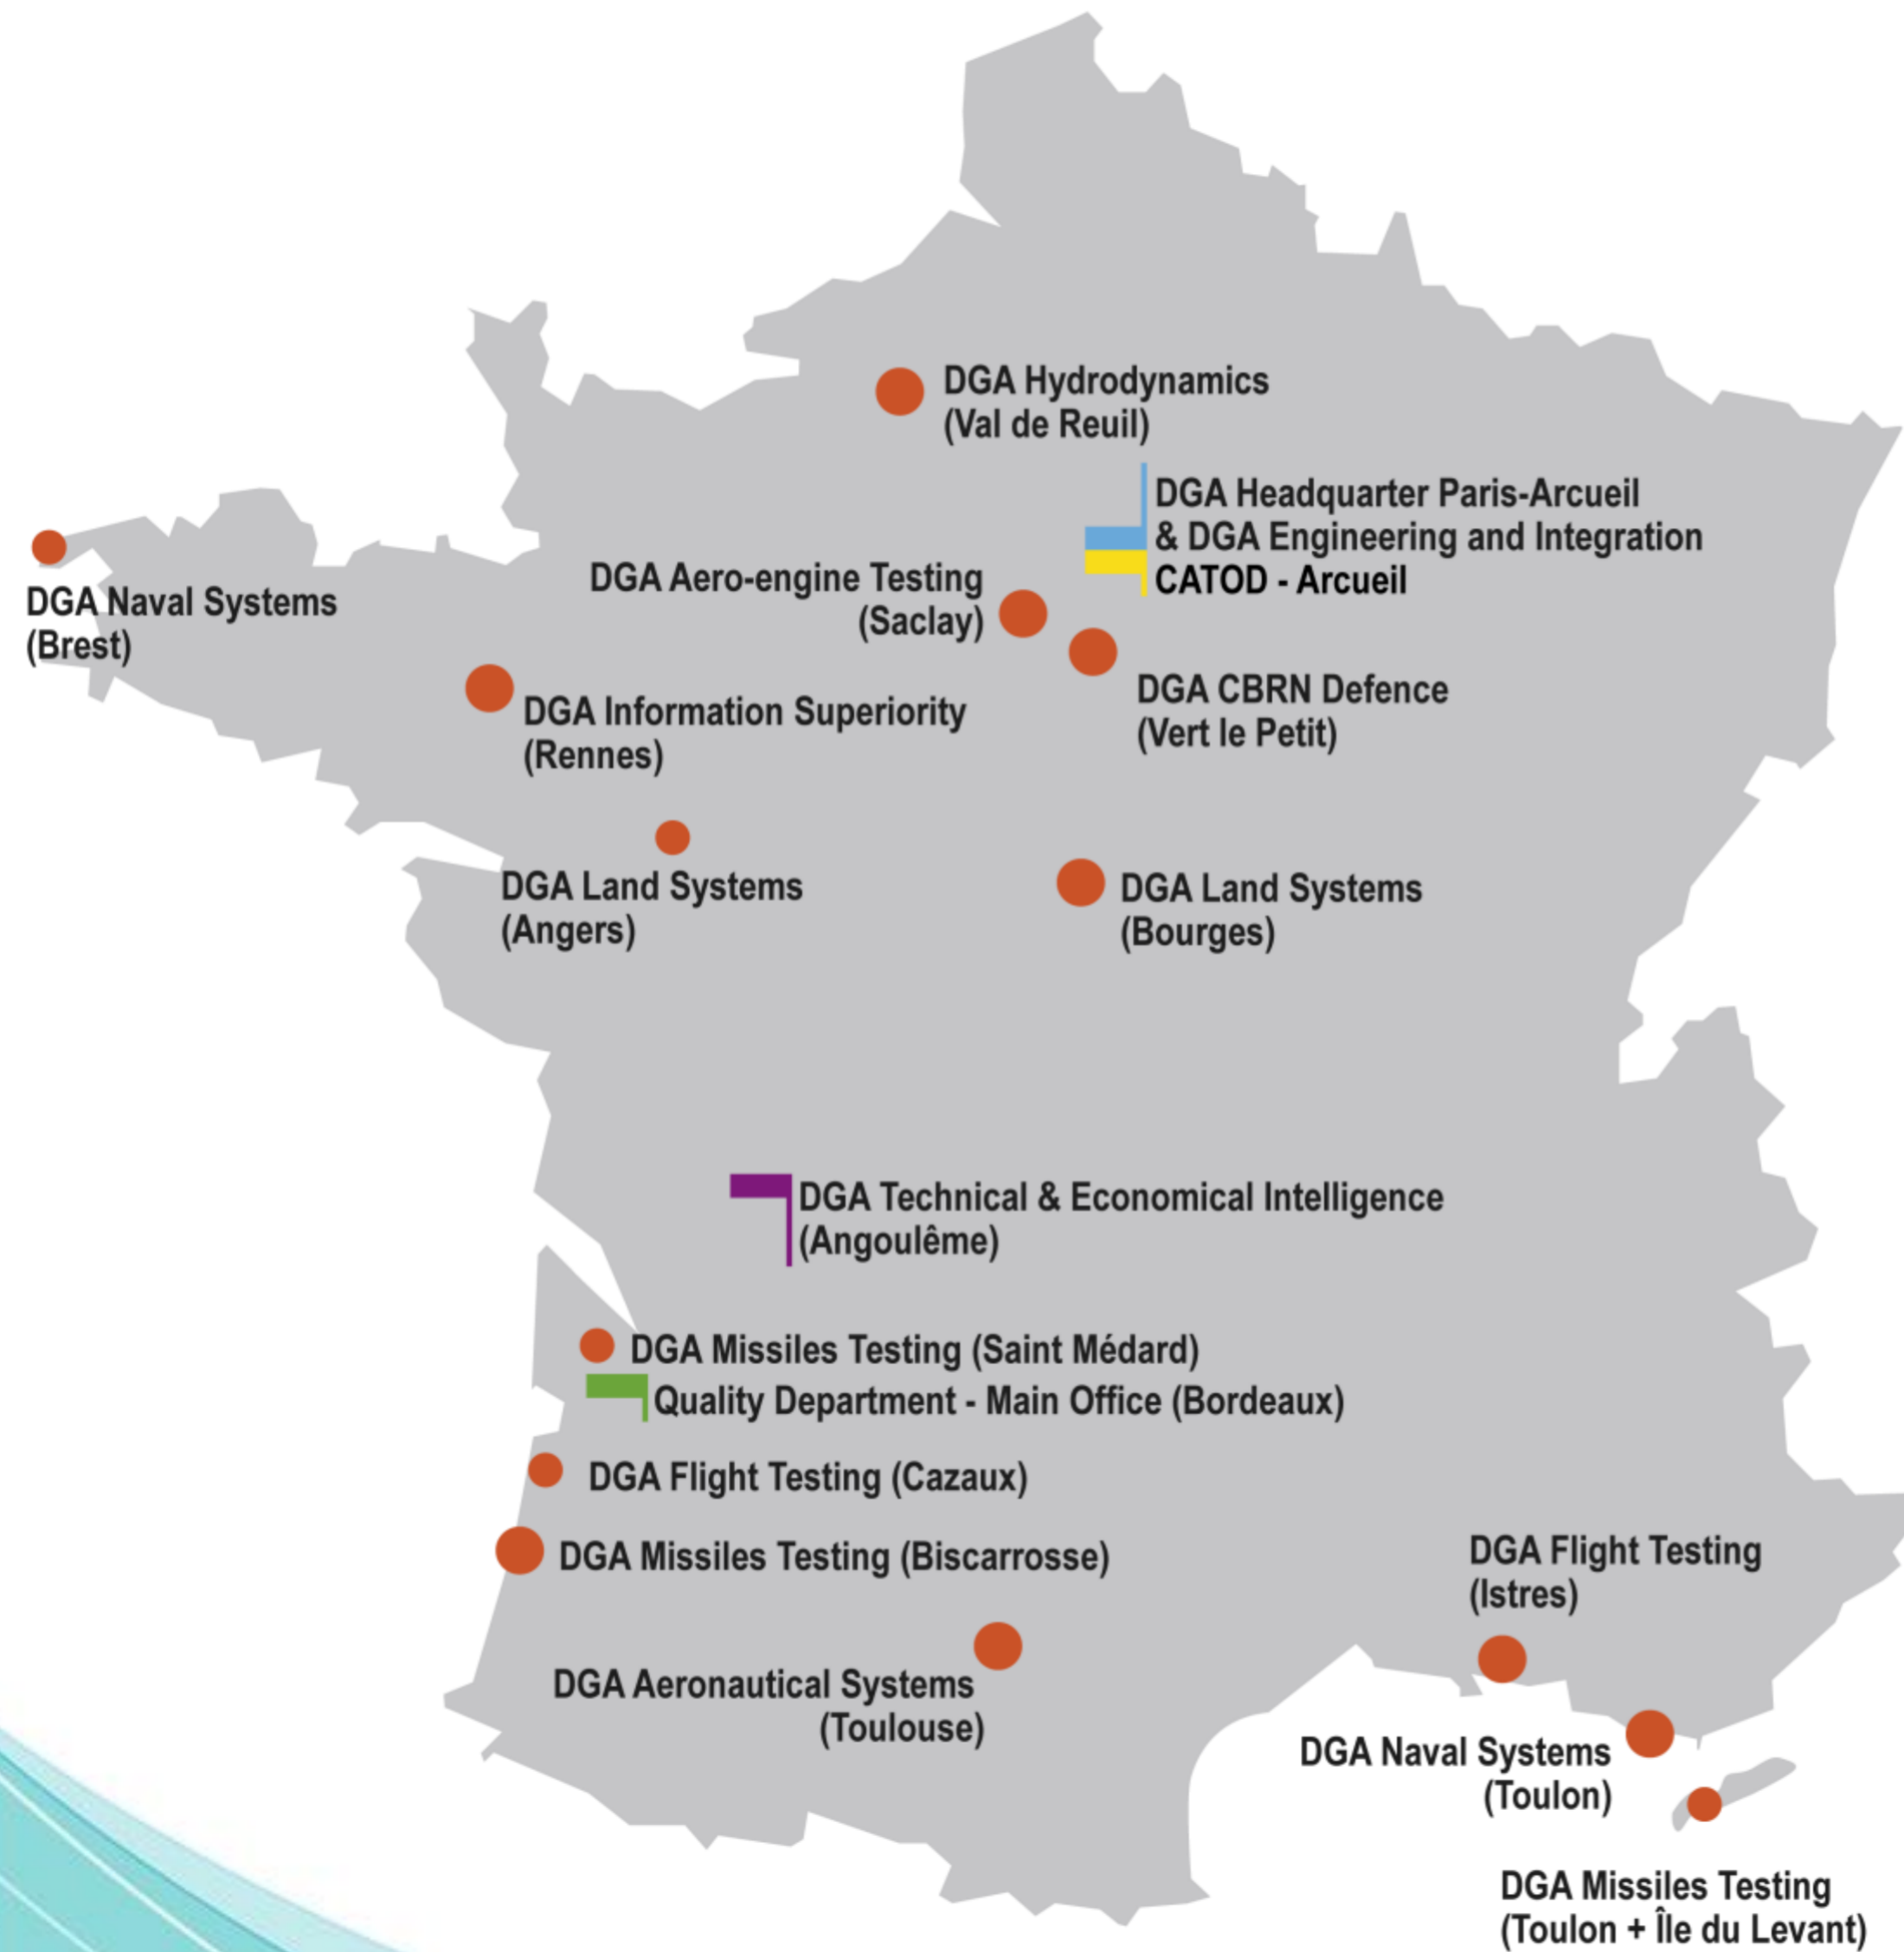 DGA Hydrodynamics
(Val de Reuil)
DGA Headquarter Paris-Arcueil
& DGA Engineering and Integration
CATOD - Arcueil
DGA Aero-engine Testing
(Saclay)
DGA Naval Systems
(Brest)
DGA CBRN Defence
(Vert le Petit)
DGA Information Superiority
(Rennes)
DGA Land Systems
(Angers)
DGA Land Systems
(Bourges)
DGA Technical & Economical Intelligence
(Angoulême)
DGA Missiles Testing (Saint Médard)
Quality Department - Main Office (Bordeaux)
DGA Flight Testing (Cazaux)
DGA Missiles Testing (Biscarrosse)
DGA Flight Testing
(Istres)
DGA Aeronautical Systems
(Toulouse)
DGA Naval Systems
(Toulon)
DGA Missiles Testing
(Toulon + Île du Levant)